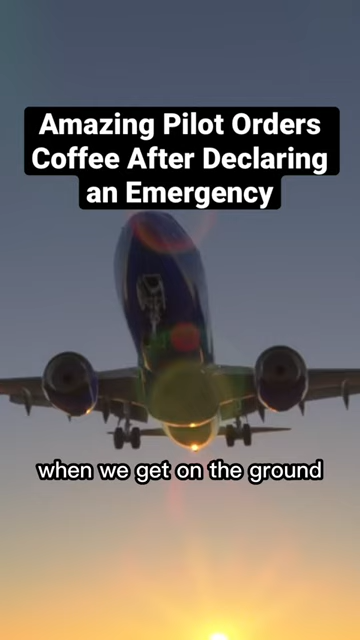 Amazing Pilot Orders
Coffee After Declaring
an Emergency
when we get on the ground